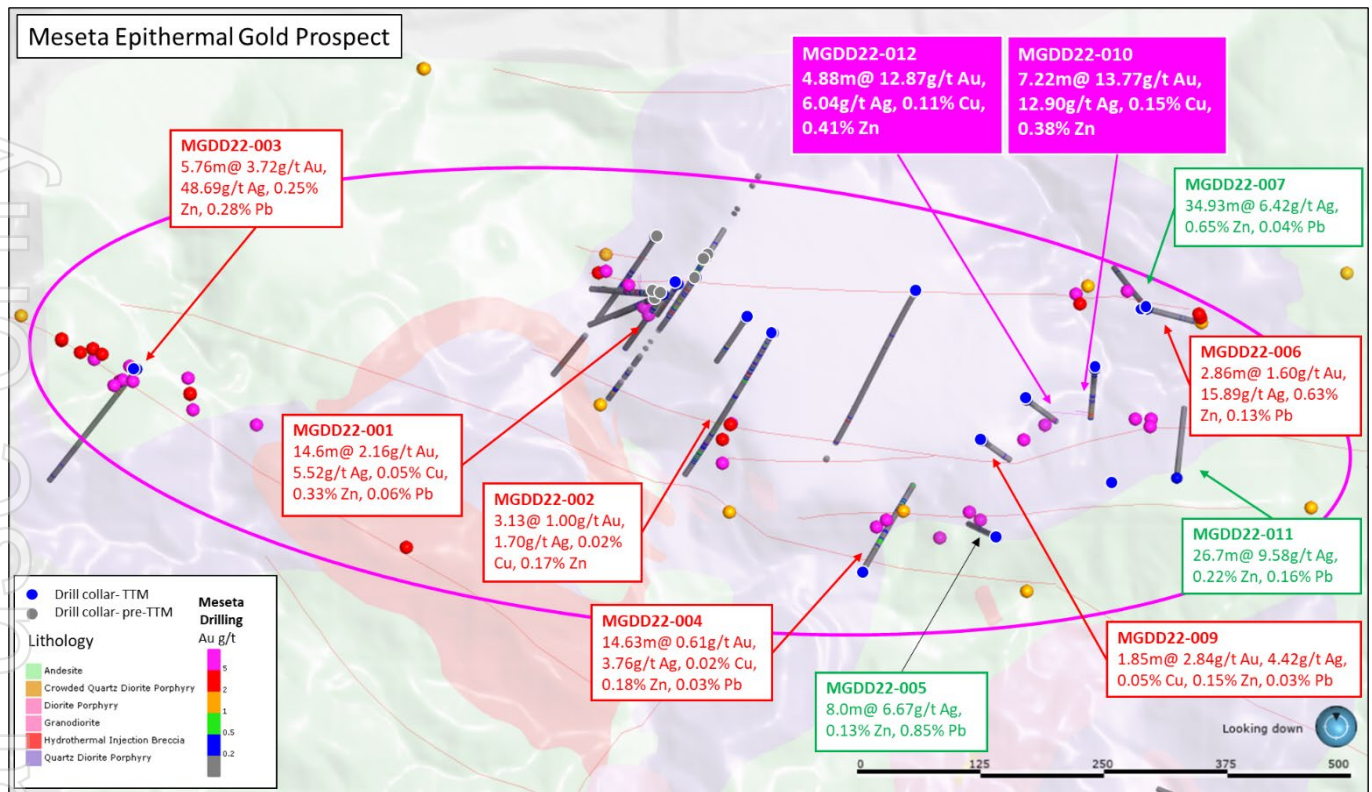 Meseta Epithermal Gold Prospect
MGDD22-012
4.88m@ 12.87g/t Au,
6.04g/t Ag, 0.11% Cu,
0.41% Zn
MGDD22-010
7.22m@ 13.77g/t Au,
12.90g/t Ag, 0.15% Cu,
0.38% Zn
MGDD22-003
5.76m@ 3.72g/t Au,
48.69g/t Ag, 0.25%
Zn, 0.28% Pb
MGDD22-007
34.93m@ 6.42g/t Ag,
0.65% Zn, 0.04% Pb
MGDD22-006
2.86m@ 1.60g/t Au,
15.89g/t Ag, 0.63%
Zn, 0.13% Pb
MGDD22-001
14.6m@ 2.16g/t Au,
5.52g/t Ag, 0.05% Cu,
0.33% Zn, 0.06% Pb
MGDD22-002
3.13@ 1.00g/t Au,
1.70g/t Ag, 0.02%
Cu, 0.17% Zn
MGDD22-011
26.7m@ 9.58g/t Ag,
0.22% Zn, 0.16% Pb
MGDD22-004
14.63m@ 0.61g/t Au,
3.76g/t Ag, 0.02% Cu,
0.18% Zn, 0.03% Pb
MGDD22-009
1.85m@ 2.84g/t Au, 4.42g/t Ag,
0.05% Cu, 0.15% Zn, 0.03% Pb
MGDD22-005
8.0m@ 6.67g/t Ag,
0.13% Zn, 0.85% Pb
Drill collar- TTM
Drill collar- pre-TTM
Lithology
Andesite
Crowded Quartz Diorite Porphyry
Diorite Porphyry
Granodiorite
Hydrothermal Injection Breccia
Quartz Diorite Porphyry
Meseta
Drilling
Au g/t
5
2
1
0.5
0.2
Looking down
0 125 250 375 500